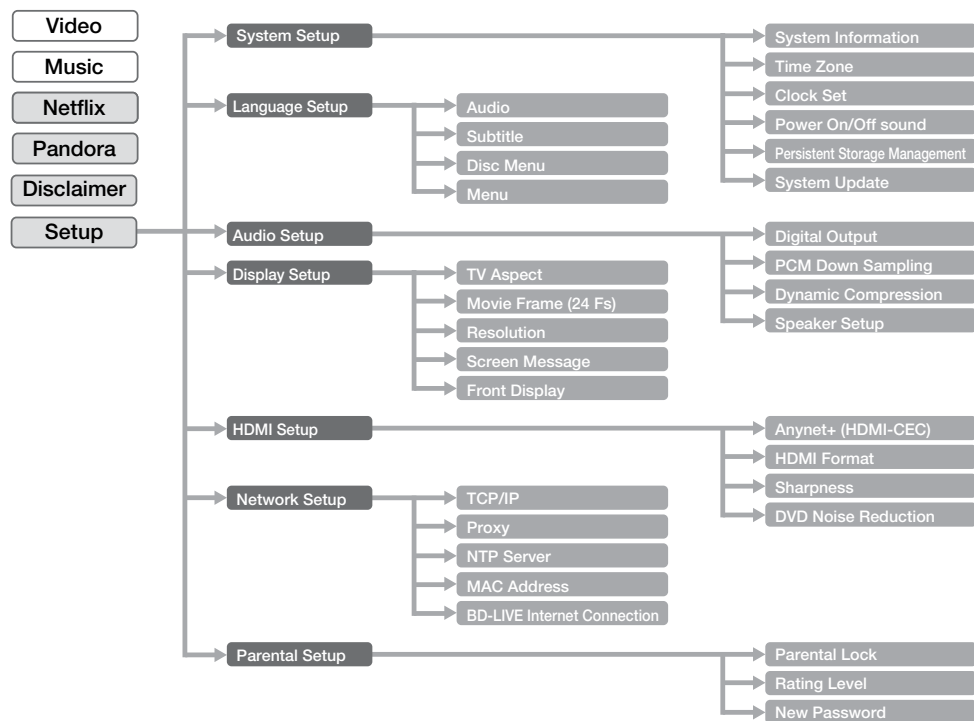 Video
Music
Netflix
Pandora
Disclaimer
Setup
System Setup
System Information
Time Zone
Clock Set
Power On/Off sound
Persistent Storage Management
System Update
Language Setup
Audio
Subtitle
Disc Menu
Menu
Audio Setup
Digital Output
PCM Down Sampling
Dynamic Compression
Speaker Setup
Display Setup
TV Aspect
Movie Frame (24 Fs)
Resolution
Screen Message
Front Display
HDMI Setup
Anynet+ (HDMI-CEC)
HDMI Format
Sharpness
DVD Noise Reduction
Network Setup
TCP/IP
Proxy
NTP Server
MAC Address
BD-LIVE Internet Connection
Parental Setup
Parental Lock
Rating Level
New Password